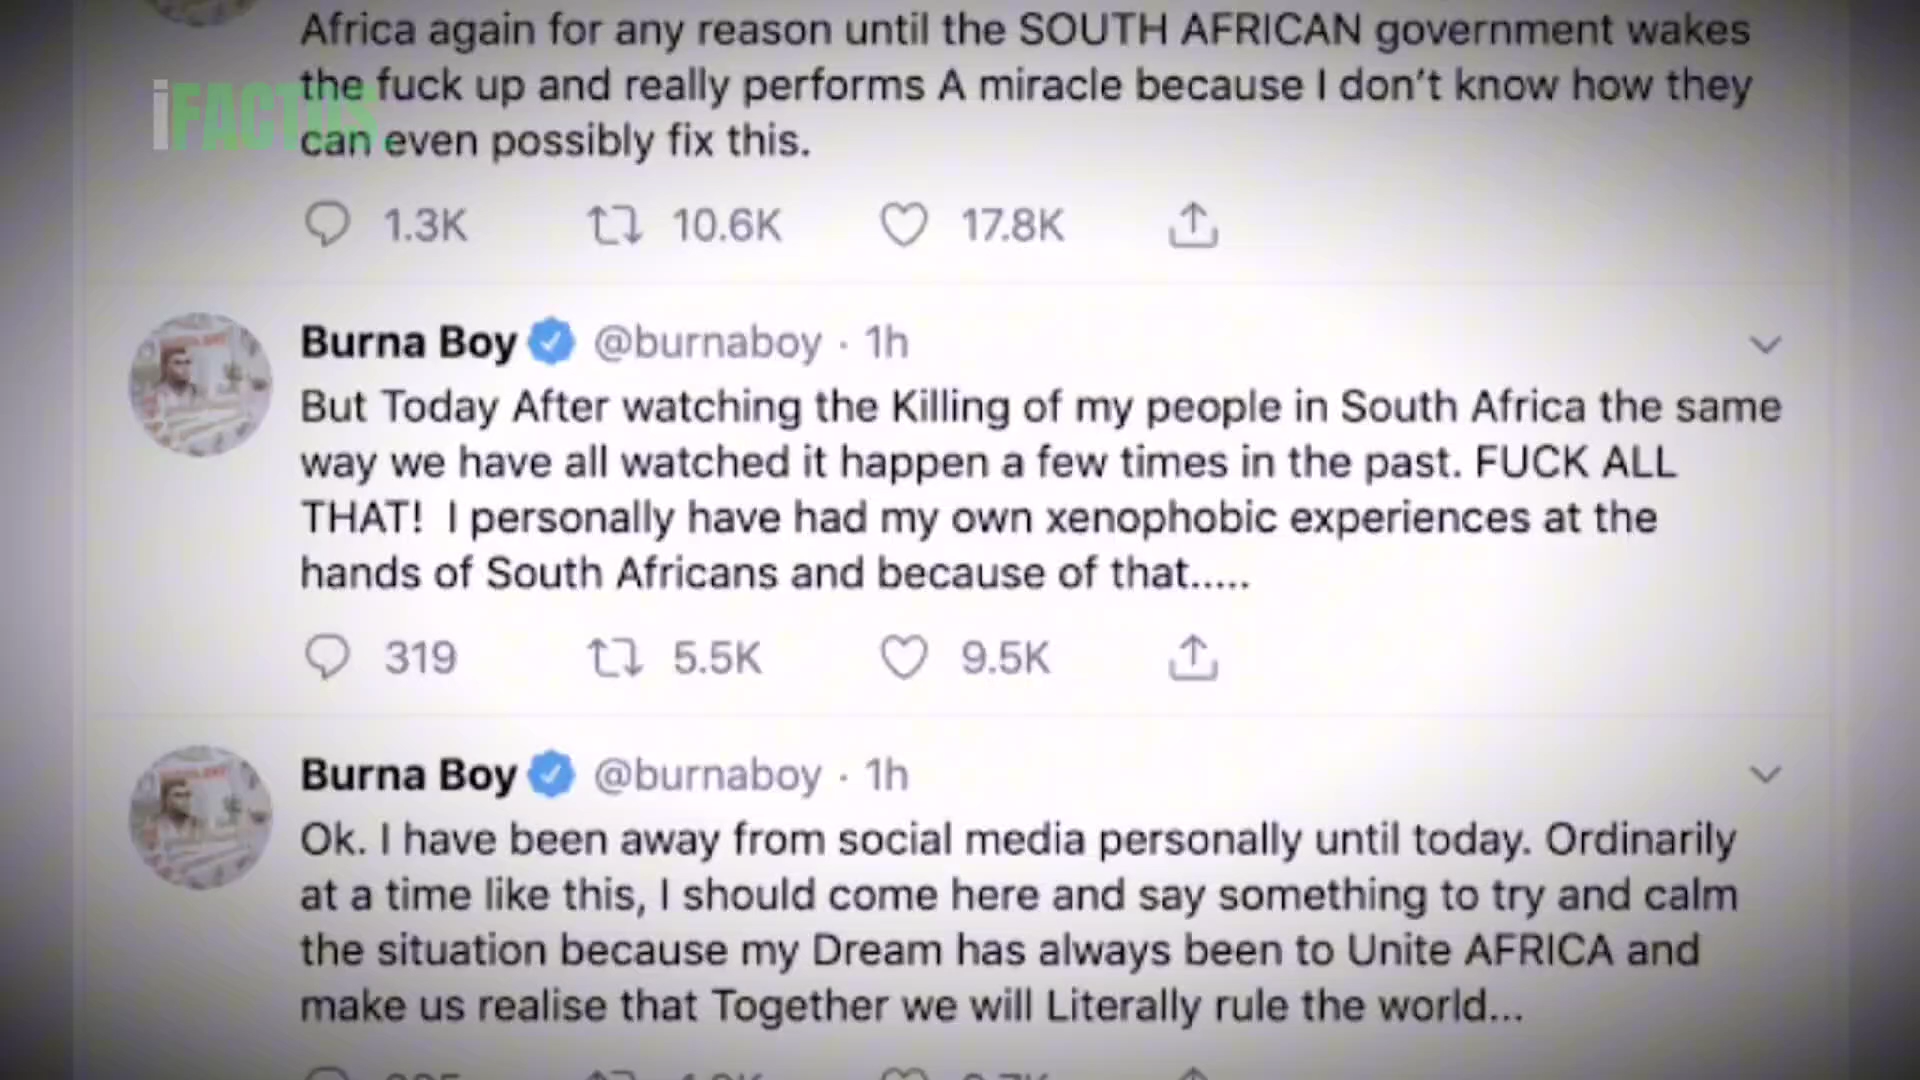 Africa again for any reason until the SOUTH AFRICAN government wakes
the fuck up and really performs A miracle because I don't know how they
can even possibly fix this.
iFACTUS.
1.3K 10.6K 17.8K
Burna Boy @burnaboy · 1h
But Today After watching the Killing of my people in South Africa the same
way we have all watched it happen a few times in the past. FUCK ALL
THAT! I personally have had my own xenophobic experiences at the
hands of South Africans and because of that.....
319 5.5K 9.5K
Burna Boy @burnaboy · 1h
Ok. I have been away from social media personally until today. Ordinarily
at a time like this, I should come here and say something to try and calm
the situation because my Dream has always been to Unite AFRICA and
make us realise that Together we will Literally rule the world...